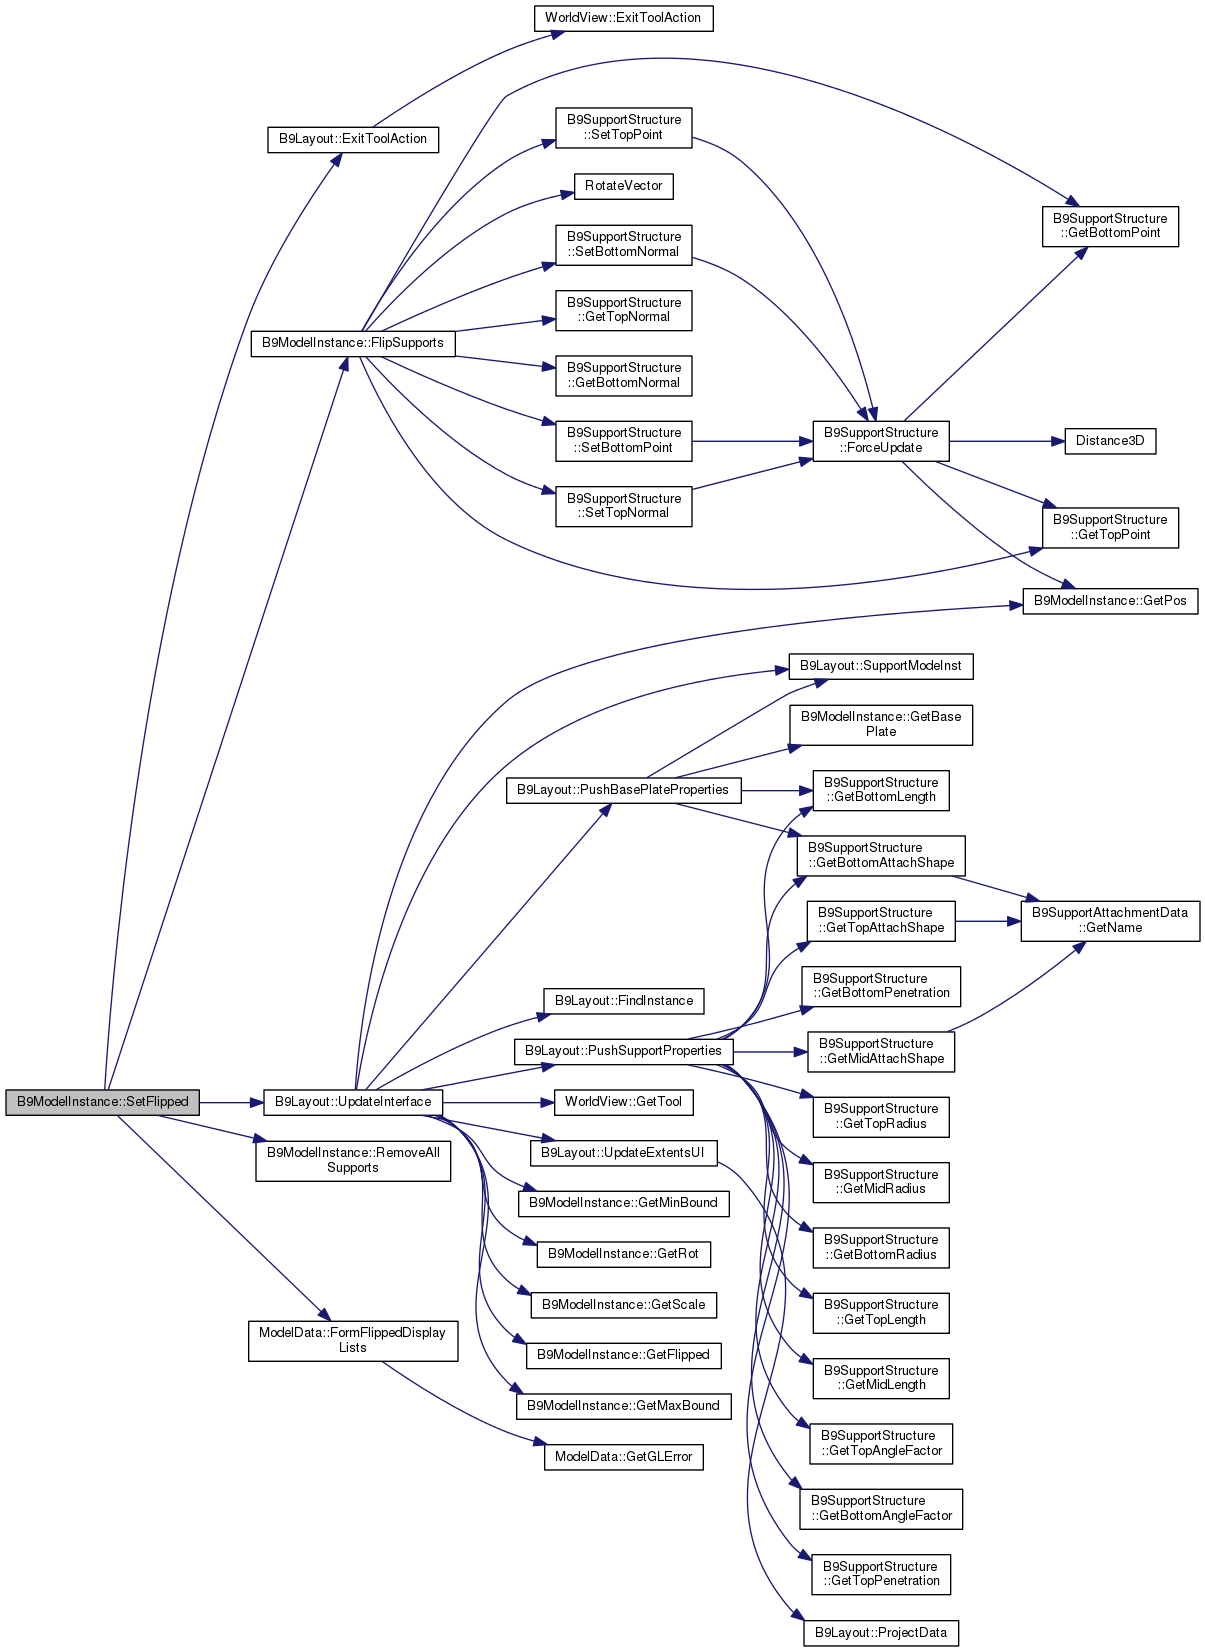 WorldView::ExitToolAction
B9Layout::ExitToolAction
B9SupportStructure
::SetTopPoint
RotateVector
B9SupportStructure
::GetBottomPoint
B9SupportStructure
::SetBottomNormal
B9SupportStructure
::GetTopNormal
B9ModelInstance::FlipSupports
B9SupportStructure
::GetBottomNormal
B9SupportStructure
::SetBottomPoint
B9SupportStructure
::ForceUpdate
Distance3D
B9SupportStructure
::SetTopNormal
B9SupportStructure
::GetTopPoint
B9ModelInstance::GetPos
B9Layout::SupportModeInst
B9ModelInstance::GetBase
Plate
B9Layout::PushBasePlateProperties
B9SupportStructure
::GetBottomLength
B9SupportStructure
::GetBottomAttachShape
B9SupportStructure
::GetTopAttachShape
B9SupportAttachmentData
::GetName
B9SupportStructure
::GetBottomPenetration
B9Layout::FindInstance
B9Layout::PushSupportProperties
B9SupportStructure
::GetMidAttachShape
B9ModelInstance::SetFlipped
B9Layout::UpdateInterface
WorldView::GetTool
B9SupportStructure
::GetTopRadius
B9ModelInstance::RemoveAll
Supports
B9Layout::UpdateExtentsUI
B9SupportStructure
::GetMidRadius
B9ModelInstance::GetMinBound
B9ModelInstance::GetRot
B9SupportStructure
::GetBottomRadius
B9ModelInstance::GetScale
B9SupportStructure
::GetTopLength
ModelData::FormFlippedDisplay
Lists
B9ModelInstance::GetFlipped
B9SupportStructure
::GetMidLength
B9ModelInstance::GetMaxBound
B9SupportStructure
::GetTopAngleFactor
ModelData::GetGLError
B9SupportStructure
::GetBottomAngleFactor
B9SupportStructure
::GetTopPenetration
B9Layout::ProjectData